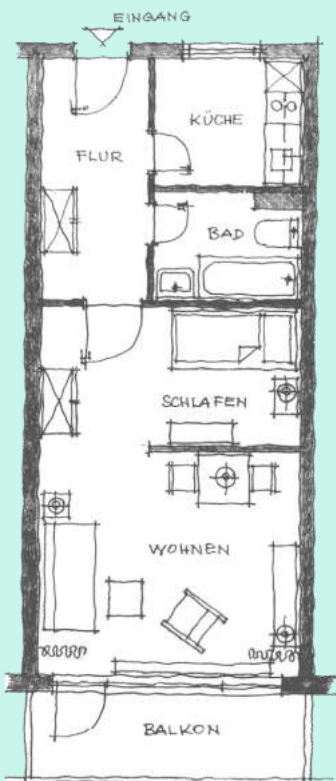 EINGANG
KÜCHE
FLUR
BAD
SCHLAFEN
WOHNEN
BALKON